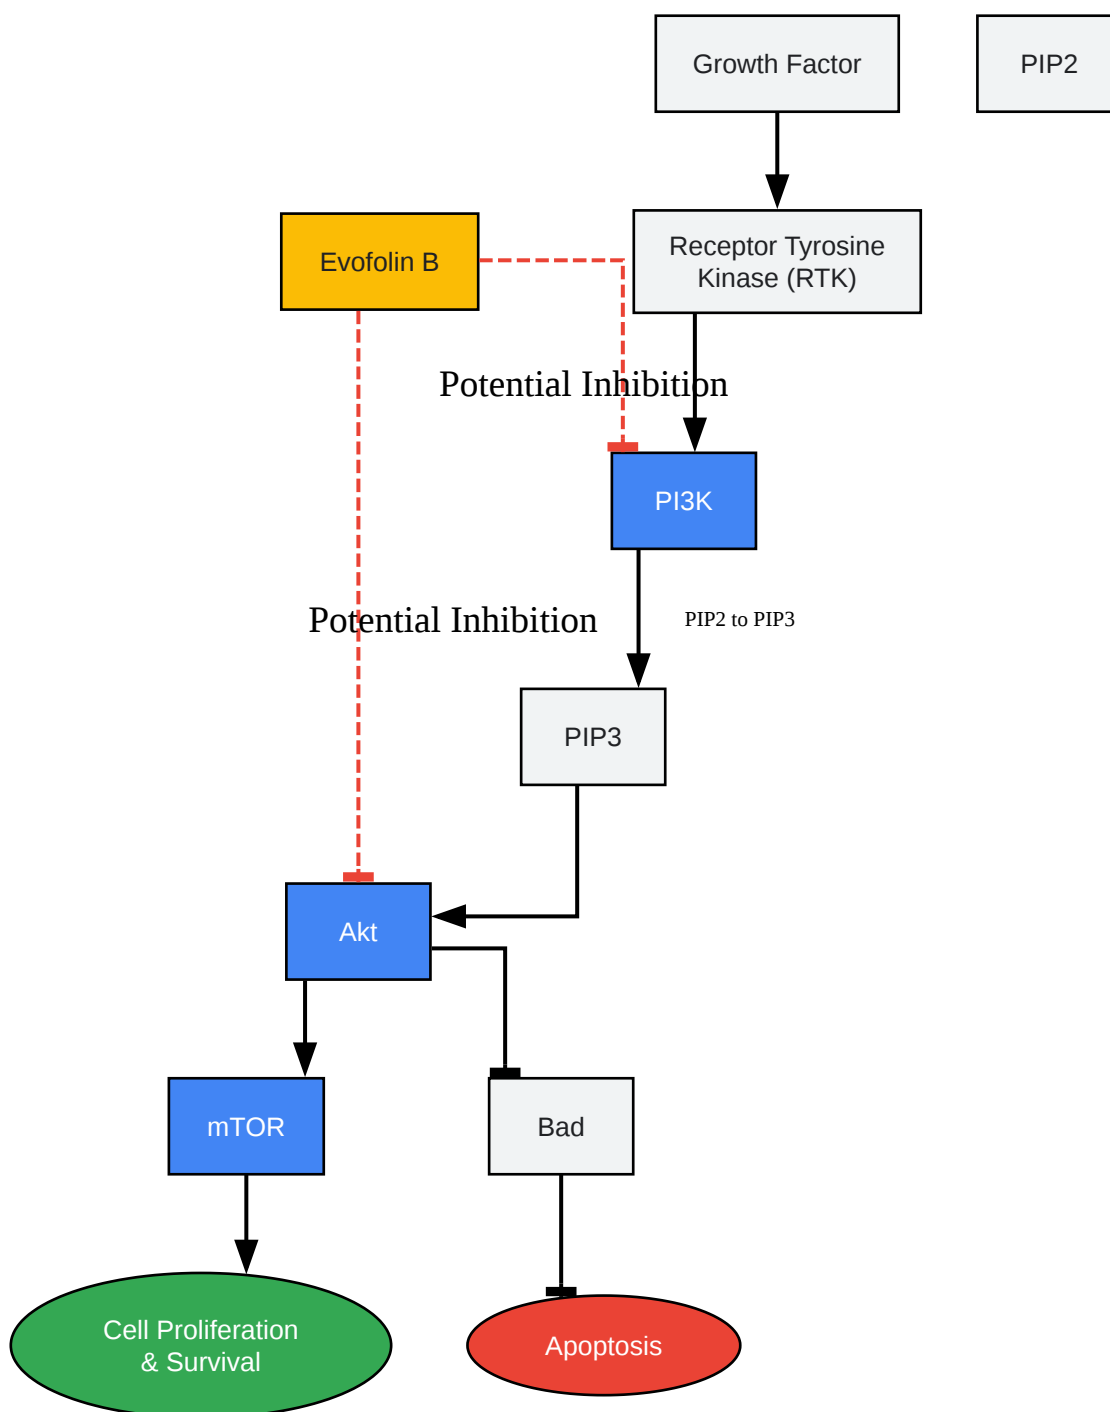 Growth Factor
PIP2
Evofolin B
Receptor Tyrosine
Kinase (RTK)
Potential Inhibition
PI3K
Potential Inhibition
PIP2 to PIP3
PIP3
Akt
mTOR
Bad
Cell Proliferation
& Survival
Apoptosis